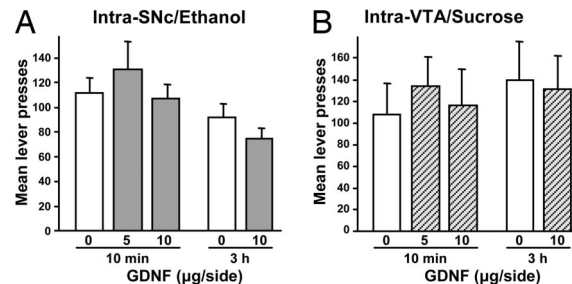 A
Intra-SNc/Ethanol
Mean lever presses
140
120
100
80
60
40
20
0
0 5 10 0 10
10 min 3 h
GDNF (µg/side)
B
Intra-VTA/Sucrose
Mean lever presses
160
140
120
100
80
60
40
20
0
0 5 10 0 10
10 min 3 h
GDNF (µg/side)